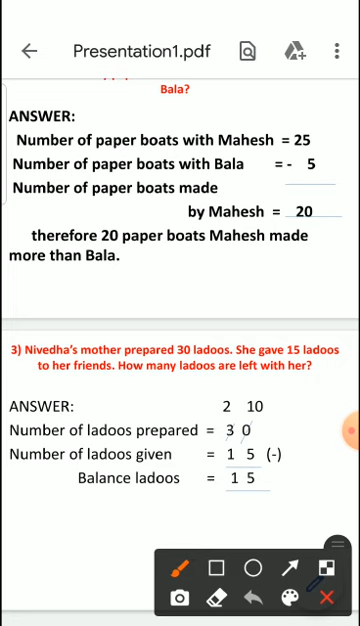 Presentation1.pdf
Bala?
ANSWER:
Number of paper boats with Mahesh = 25
Number of paper boats with Bala = - 5
Number of paper boats made
by Mahesh = 20
therefore 20 paper boats Mahesh made
more than Bala.
3) Nivedha's mother prepared 30 ladoos. She gave 15 ladoos
to her friends. How many ladoos are left with her?
ANSWER: 2 10
Number of ladoos prepared = 3 0
Number of ladoos given = 1 5 (-)
Balance ladoos = 1 5